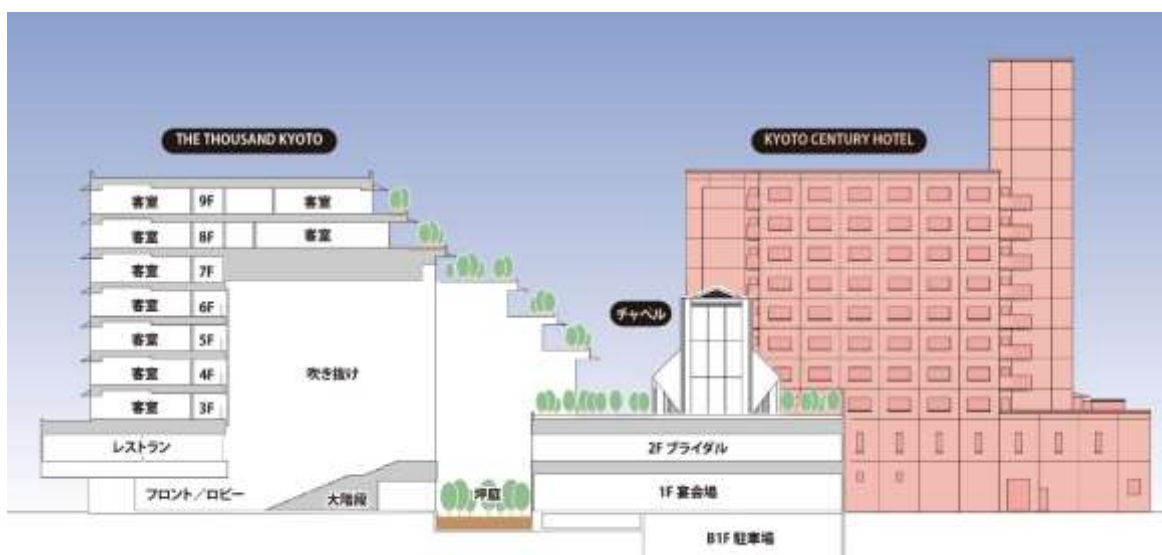 THE THOUSAND KYOTO
KYOTO CENTURY HOTEL
客室 9F 客室
客室 8F 客室
客室 7F
客室 6F
客室 5F
客室 4F
客室 3F
チャペル
吹き抜け
レストラン
2F ブライダル
フロント／ロビー
大階段
坪庭
1F 宴会場
B1F 駐車場